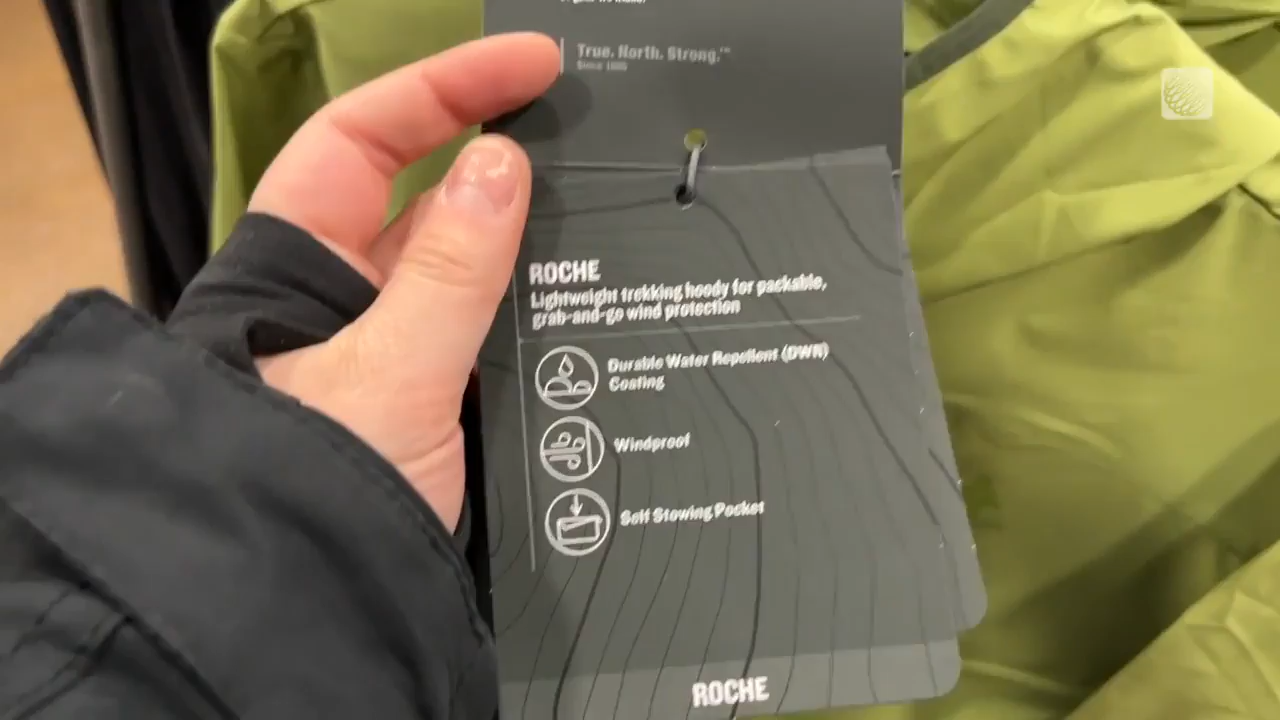 True. North. Strong.™
ROCHE
Lightweight trekking hoody for packable,
grab-and-go wind protection
Durable Water Repellent (DWR)
Coating
Windproof
Self Stowing Pocket
ROCHE